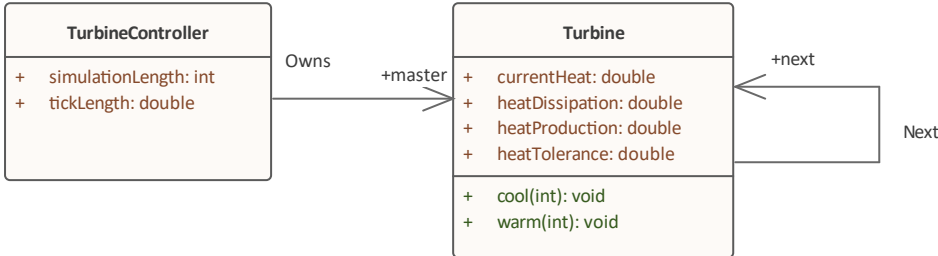 TurbineController
+ simulationLength: int
+ tickLength: double
Owns
+master
Turbine
+ currentHeat: double
+ heatDissipation: double
+ heatProduction: double
+ heatTolerance: double
+ cool(int): void
+ warm(int): void
+next
Next